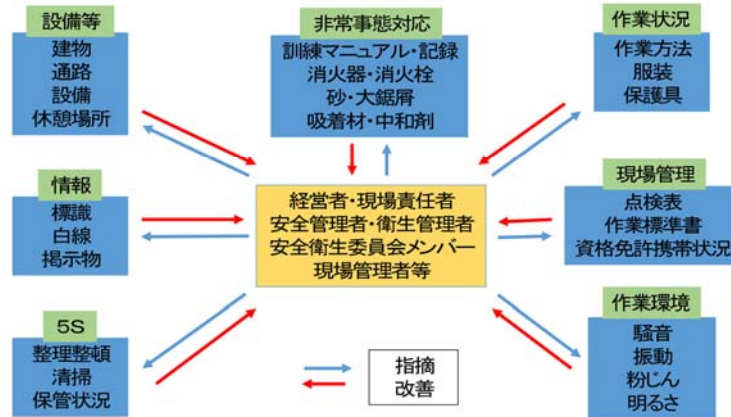 設備等
建物
通路
設備
休憩場所
非常事態対応
訓練マニュアル・記録
消火器・消火栓
砂・大鋸屑
吸着材・中和剤
作業状況
作業方法
服装
保護具
情報
標識
白線
掲示物
経営者・現場責任者
安全管理者・衛生管理者
安全衛生委員会メンバー
現場管理者等
現場管理
点検表
作業標準書
資格免許携帯状況
5S
整理整頓
清掃
保管状況
指摘
改善
作業環境
騒音
振動
粉じん
明るさ